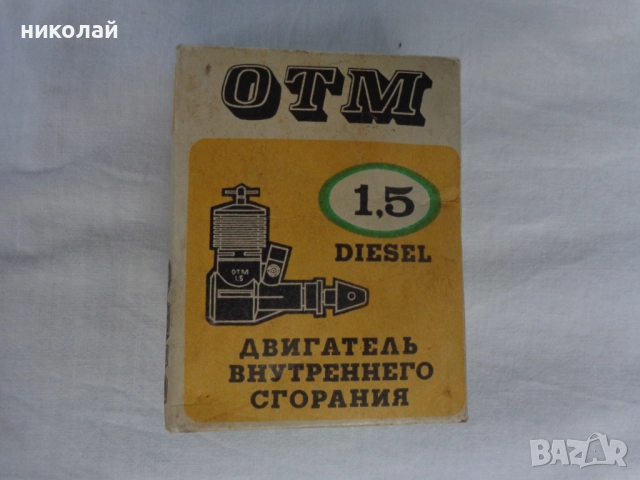 николай
ОТМ
1,5
DIESEL
ОТМ
1.5
ДВИГАТЕЛЬ
ВНУТРЕННЕГО
СГОРАНИЯ
BAZAR